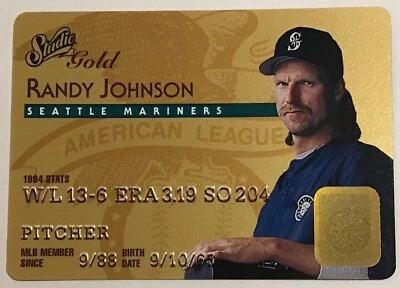 Studio
Gold
RANDY JOHNSON
SEATTLE MARINERS
AMERICAN LEAGUE
1994 STATS
W/L 13-6 ERA 3.19 SO 204
PITCHER
MLB MEMBER SINCE 9/88 BIRTH DATE 9/10/63